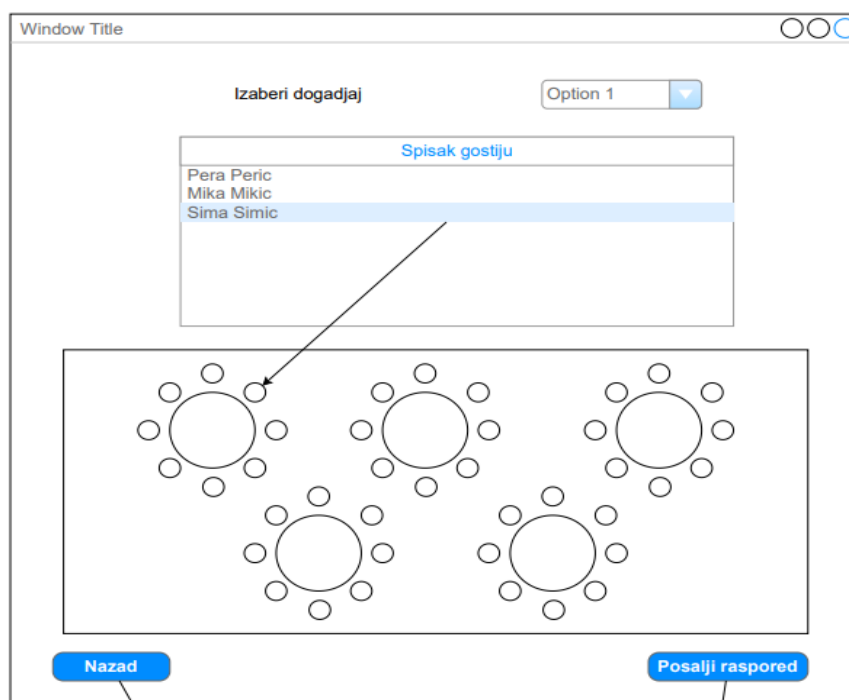 Window Title
Izaberi dogadjaj
Option 1
Spisak gostiju
Pera Peric
Mika Mikic
Sima Simic
Nazad
Posalji raspored